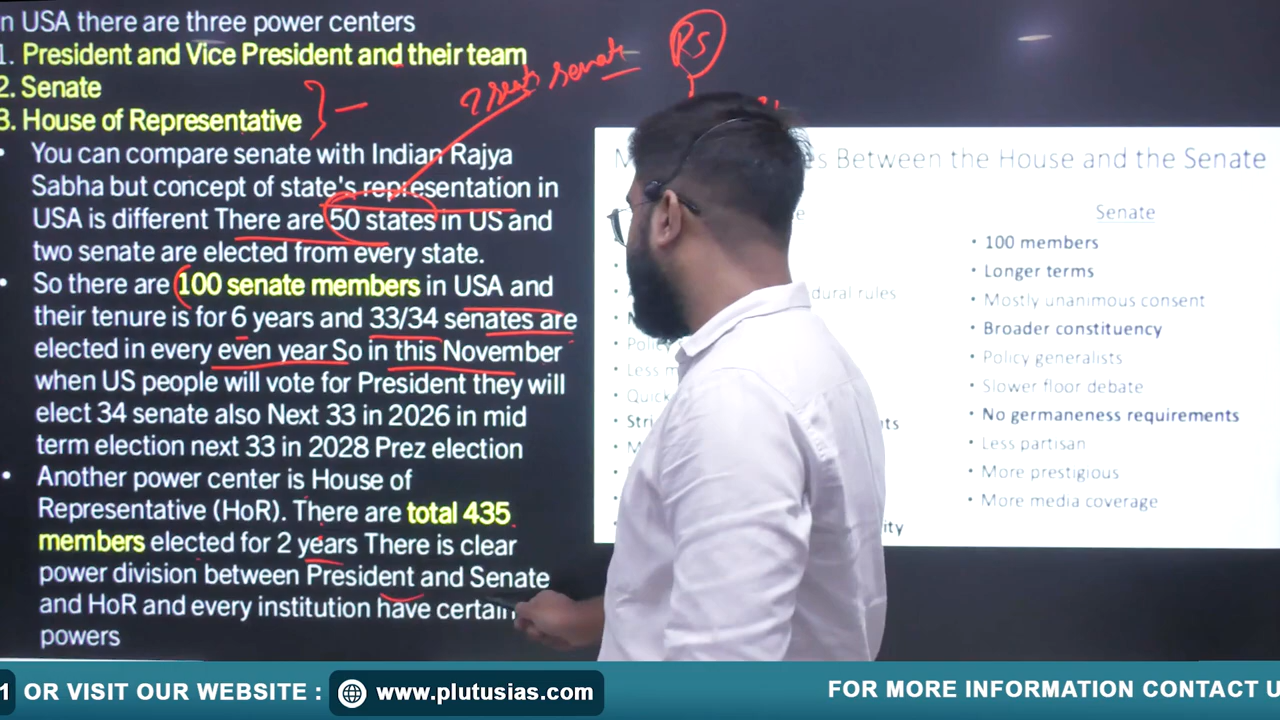 n USA there are three power centers
1. President and Vice President and their team
2. Senate
3. House of Representative
• You can compare senate with Indian Rajya
Sabha but concept of state's representation in
USA is different There are 50 states in US and
two senate are elected from every state.
• So there are 100 senate members in USA and
their tenure is for 6 years and 33/34 senates are
elected in every even year So in this November
when US people will vote for President they will
elect 34 senate also Next 33 in 2026 in mid
term election next 33 in 2028 Prez election
• Another power center is House of
Representative (HoR). There are total 435
members elected for 2 years There is clear
power division between President and Senate
and HoR and every institution have certain
powers
senate
RS
Between the House and the Senate
dural rules
Policy
Less m
Quick
Stri
ity
Senate
• 100 members
• Longer terms
• Mostly unanimous consent
• Broader constituency
• Policy generalists
• Slower floor debate
• No germaneness requirements
• Less partisan
• More prestigious
• More media coverage
1 OR VISIT OUR WEBSITE : www.plutusias.com
FOR MORE INFORMATION CONTACT U